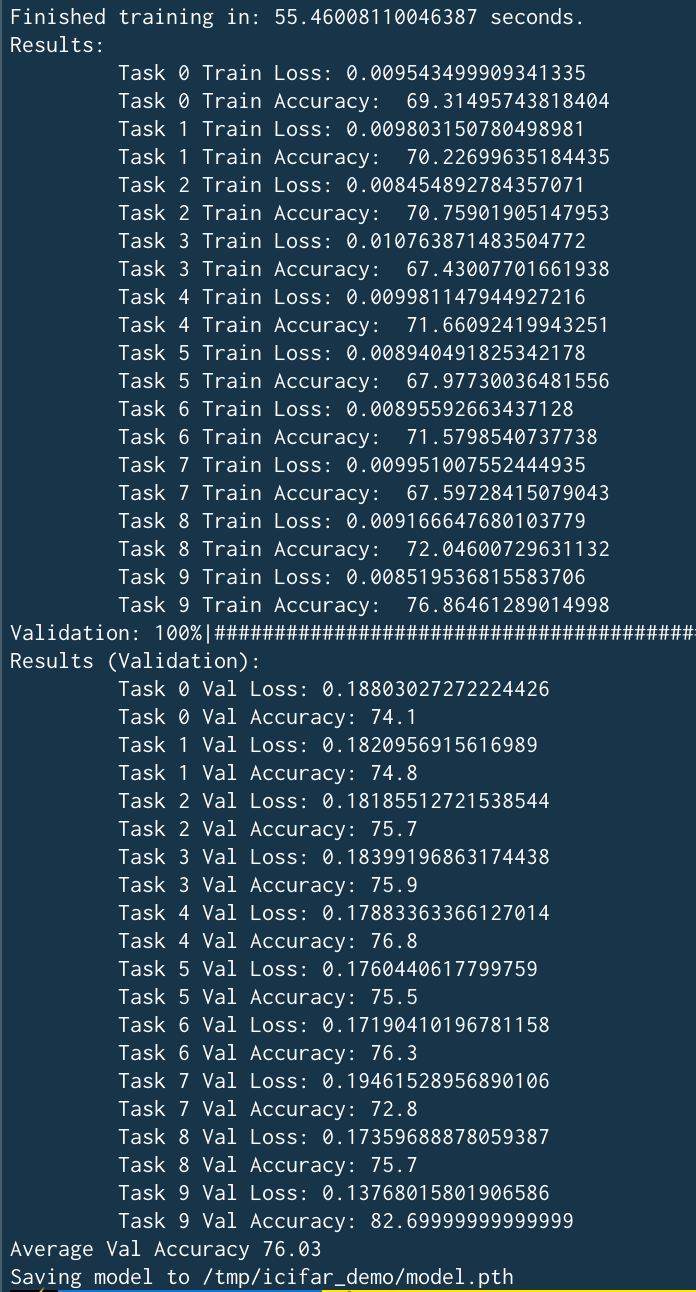 Finished training in: 55.46008110046387 seconds.
Results:
Task 0 Train Loss: 0.009543499909341335
Task 0 Train Accuracy:  69.31495743818404
Task 1 Train Loss: 0.009803150780498981
Task 1 Train Accuracy:  70.22699635184435
Task 2 Train Loss: 0.008454892784357071
Task 2 Train Accuracy:  70.75901905147953
Task 3 Train Loss: 0.010763871483504772
Task 3 Train Accuracy:  67.43007701661938
Task 4 Train Loss: 0.009981147944927216
Task 4 Train Accuracy:  71.66092419943251
Task 5 Train Loss: 0.008940491825342178
Task 5 Train Accuracy:  67.97730036481556
Task 6 Train Loss: 0.00895592663437128
Task 6 Train Accuracy:  71.5798540737738
Task 7 Train Loss: 0.009951007552444935
Task 7 Train Accuracy:  67.59728415079043
Task 8 Train Loss: 0.009166647680103779
Task 8 Train Accuracy:  72.04600729631132
Task 9 Train Loss: 0.008519536815583706
Task 9 Train Accuracy:  76.86461289014998
Validation: 100%|########################################
Results (Validation):
Task 0 Val Loss: 0.18803027272224426
Task 0 Val Accuracy: 74.1
Task 1 Val Loss: 0.1820956915616989
Task 1 Val Accuracy: 74.8
Task 2 Val Loss: 0.18185512721538544
Task 2 Val Accuracy: 75.7
Task 3 Val Loss: 0.18399196863174438
Task 3 Val Accuracy: 75.9
Task 4 Val Loss: 0.17883363366127014
Task 4 Val Accuracy: 76.8
Task 5 Val Loss: 0.1760440617799759
Task 5 Val Accuracy: 75.5
Task 6 Val Loss: 0.17190410196781158
Task 6 Val Accuracy: 76.3
Task 7 Val Loss: 0.19461528956890106
Task 7 Val Accuracy: 72.8
Task 8 Val Loss: 0.17359688878059387
Task 8 Val Accuracy: 75.7
Task 9 Val Loss: 0.13768015801906586
Task 9 Val Accuracy: 82.69999999999999
Average Val Accuracy 76.03
Saving model to /tmp/icifar_demo/model.pth